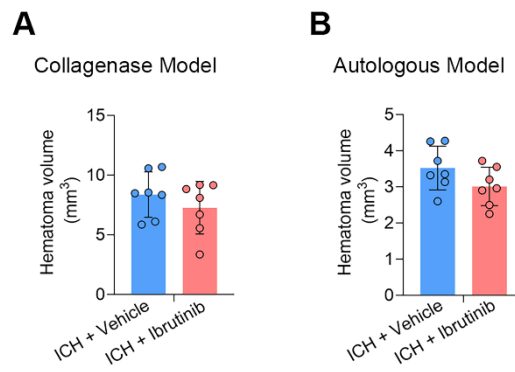 A
Collagenase Model
Hematoma volume
(mm³)
15
10
5
0
ICH + Vehicle
ICH + Ibrutinib
B
Autologous Model
Hematoma volume
(mm³)
5
4
3
2
1
0
ICH + Vehicle
ICH + Ibrutinib